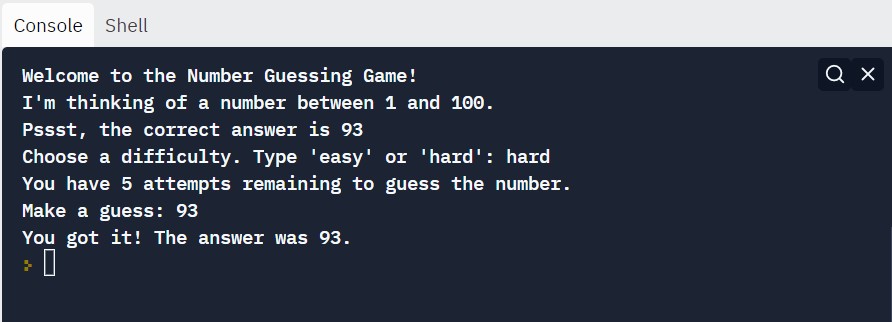 Console Shell
Welcome to the Number Guessing Game!
I'm thinking of a number between 1 and 100.
Pssst, the correct answer is 93
Choose a difficulty. Type 'easy' or 'hard': hard
You have 5 attempts remaining to guess the number.
Make a guess: 93
You got it! The answer was 93.